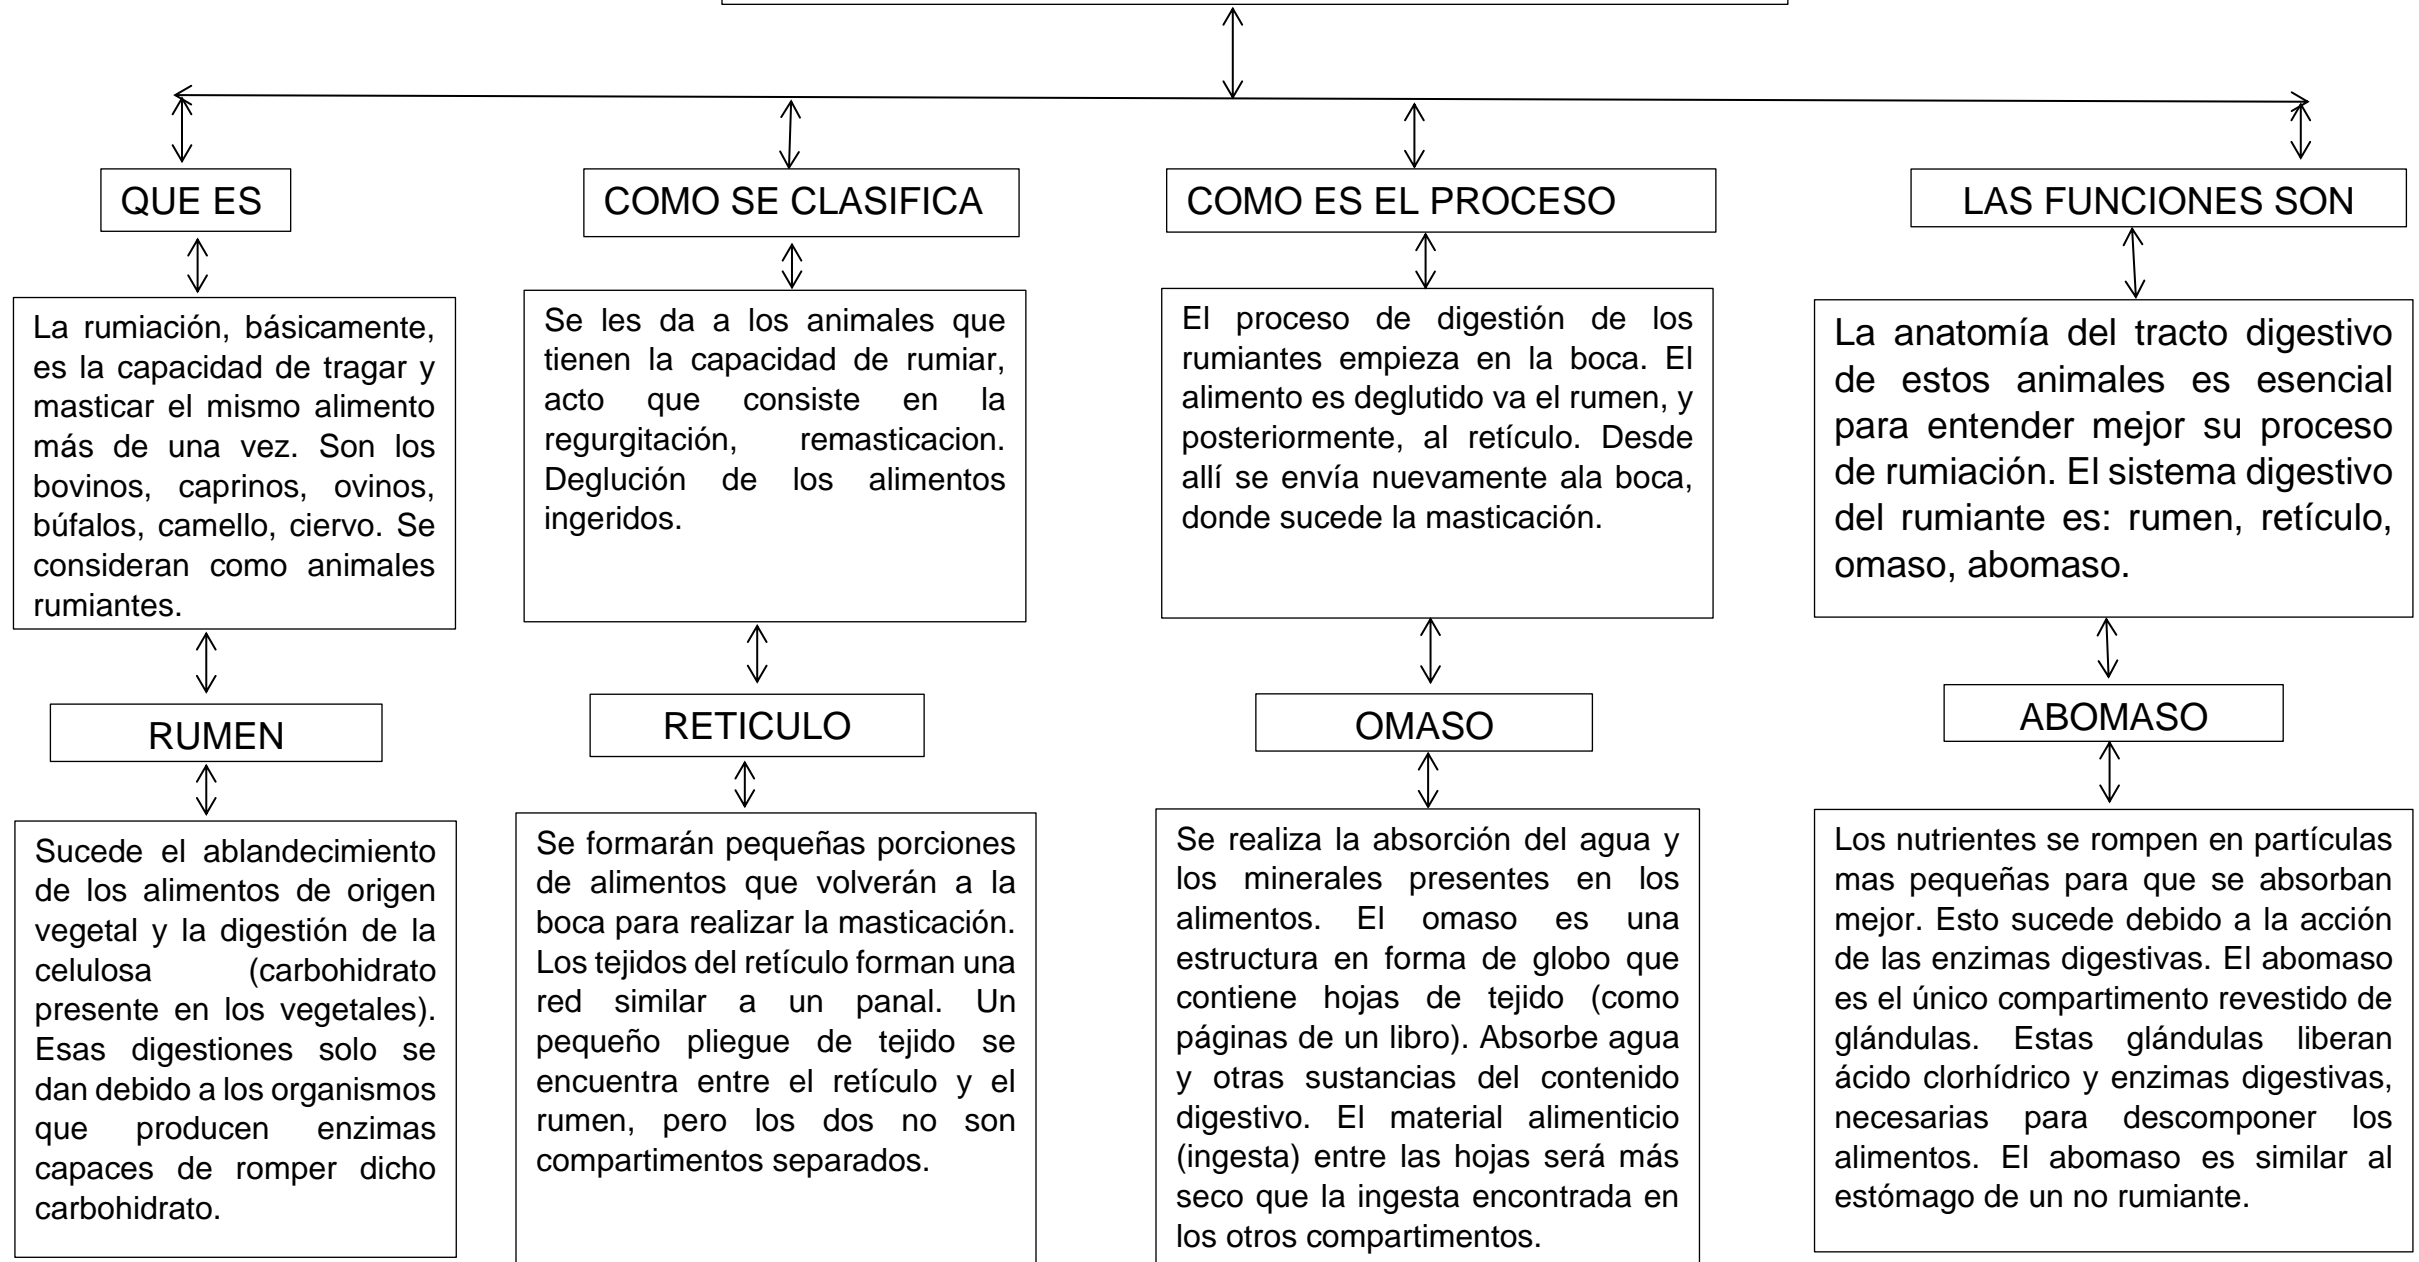 QUE ES
COMO SE CLASIFICA
COMO ES EL PROCESO
LAS FUNCIONES SON
La rumiación, básicamente,
es la capacidad de tragar y
masticar el mismo alimento
más de una vez. Son los
bovinos, caprinos, ovinos,
búfalos, camello, ciervo. Se
consideran como animales
rumiantes.
Se les da a los animales que
tienen la capacidad de rumiar,
acto que consiste en la
regurgitación, remasticacion.
Deglución de los alimentos
ingeridos.
El proceso de digestión de los
rumiantes empieza en la boca. El
alimento es deglutido va el rumen, y
posteriormente, al retículo. Desde
allí se envía nuevamente ala boca,
donde sucede la masticación.
La anatomía del tracto digestivo
de estos animales es esencial
para entender mejor su proceso
de rumiación. El sistema digestivo
del rumiante es: rumen, retículo,
omaso, abomaso.
RUMEN
RETICULO
OMASO
ABOMASO
Sucede el ablandecimiento
de los alimentos de origen
vegetal y la digestión de la
celulosa (carbohidrato
presente en los vegetales).
Esas digestiones solo se
dan debido a los organismos
que producen enzimas
capaces de romper dicho
carbohidrato.
Se formarán pequeñas porciones
de alimentos que volverán a la
boca para realizar la masticación.
Los tejidos del retículo forman una
red similar a un panal. Un
pequeño pliegue de tejido se
encuentra entre el retículo y el
rumen, pero los dos no son
compartimentos separados.
Se realiza la absorción del agua y
los minerales presentes en los
alimentos. El omaso es una
estructura en forma de globo que
contiene hojas de tejido (como
páginas de un libro). Absorbe agua
y otras sustancias del contenido
digestivo. El material alimenticio
(ingesta) entre las hojas será más
seco que la ingesta encontrada en
los otros compartimentos.
Los nutrientes se rompen en partículas
mas pequeñas para que se absorban
mejor. Esto sucede debido a la acción
de las enzimas digestivas. El abomaso
es el único compartimento revestido de
glándulas. Estas glándulas liberan
ácido clorhídrico y enzimas digestivas,
necesarias para descomponer los
alimentos. El abomaso es similar al
estómago de un no rumiante.